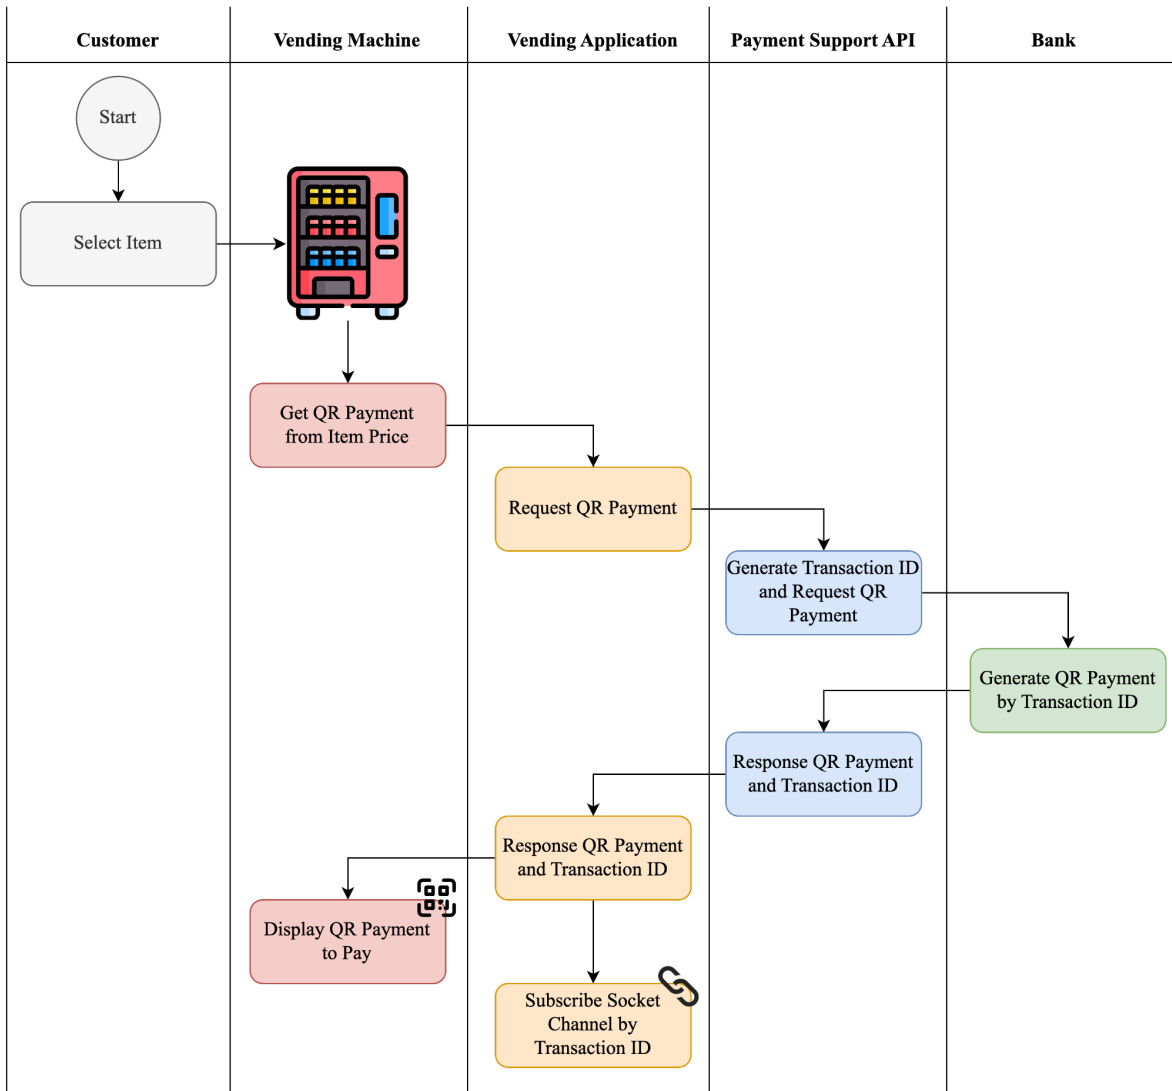 Customer
Vending Machine
Vending Application
Payment Support API
Bank
Start
Select Item
Get QR Payment
from Item Price
Request QR Payment
Generate Transaction ID
and Request QR
Payment
Generate QR Payment
by Transaction ID
Response QR Payment
and Transaction ID
Response QR Payment
and Transaction ID
Display QR Payment
to Pay
Subscribe Socket
Channel by
Transaction ID